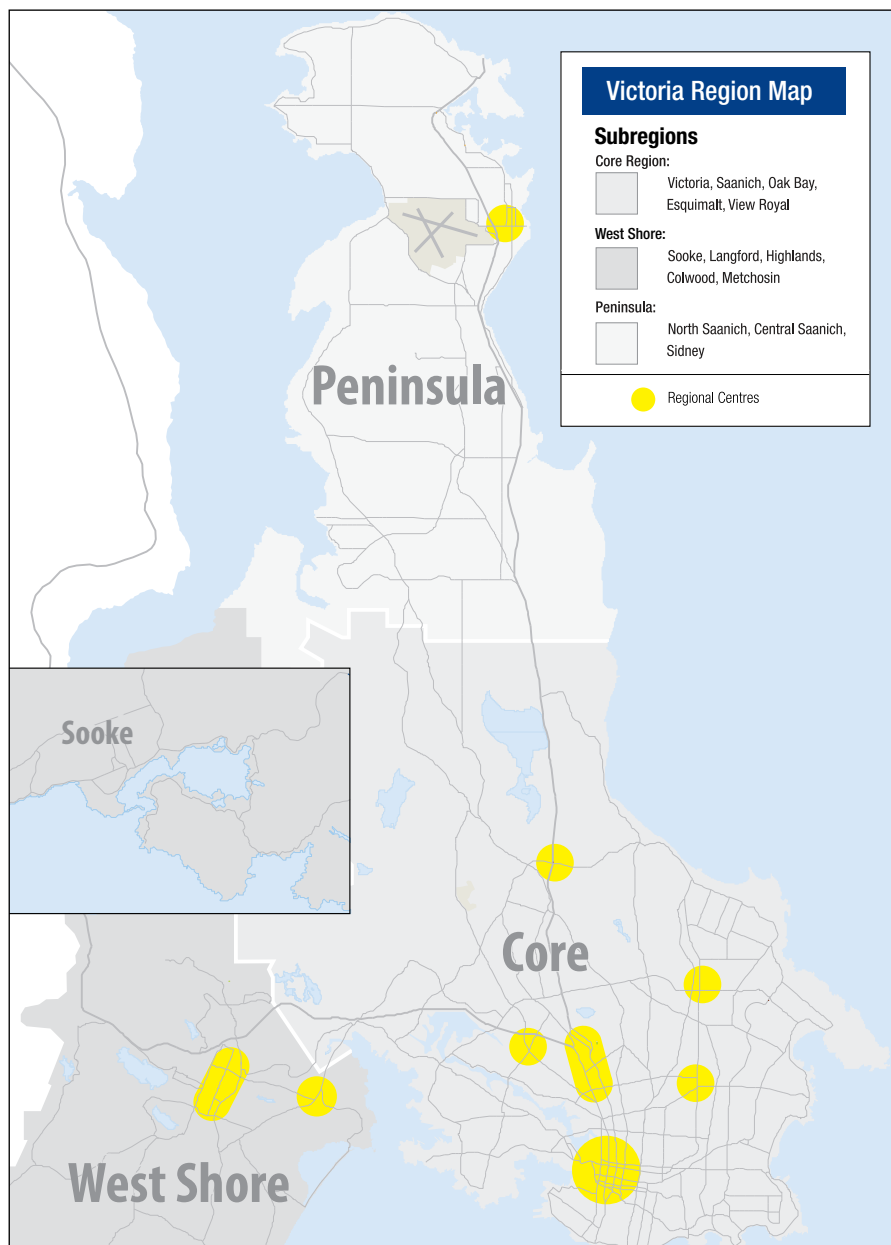 Victoria Region Map
Subregions
Core Region:
Victoria, Saanich, Oak Bay,
Esquimalt, View Royal
West Shore:
Sooke, Langford, Highlands,
Colwood, Metchosin
Peninsula:
North Saanich, Central Saanich,
Sidney
Regional Centres
Peninsula
Sooke
Core
West Shore